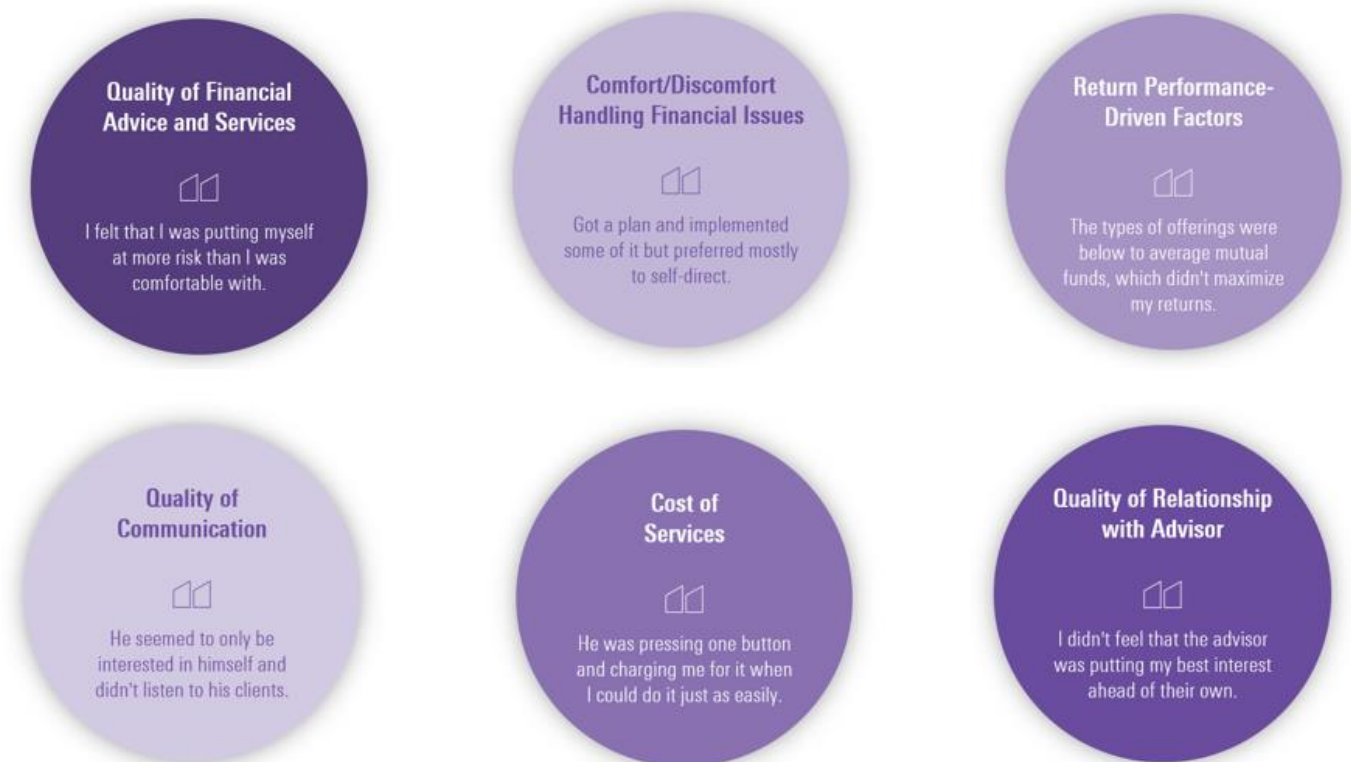 Quality of Financial
Advice and Services
I felt that I was putting myself
at more risk than I was
comfortable with.
Comfort/Discomfort
Handling Financial Issues
Got a plan and implemented
some of it but preferred mostly
to self-direct.
Return Performance-
Driven Factors
The types of offerings were
below to average mutual
funds, which didn't maximize
my returns.
Quality of
Communication
He seemed to only be
interested in himself and
didn't listen to his clients.
Cost of
Services
He was pressing one button
and charging me for it when
I could do it just as easily.
Quality of Relationship
with Advisor
I didn't feel that the advisor
was putting my best interest
ahead of their own.